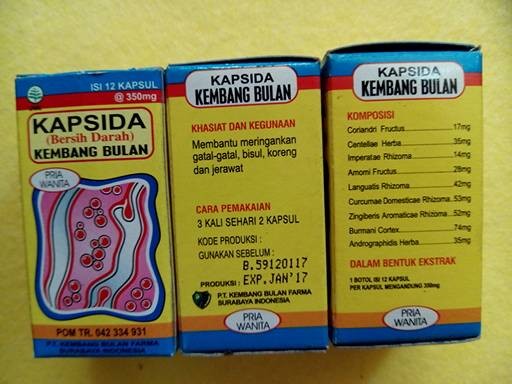 ISI 12 KAPSUL
@ 350mg
KAPSIDA
(Bersih Darah)
KEMBANG BULAN
PRIA
WANITA
POM TR. 042 334 931
PT. KEMBANG BULAN FARMA
SURABAYA INDONESIA
KAPSIDA
KEMBANG BULAN
KHASIAT DAN KEGUNAAN
Membantu meringankan
gatal-gatal, bisul, koreng
dan jerawat
CARA PEMAKAIAN
3 KALI SEHARI 2 KAPSUL
KODE PRODUKSI :
GUNAKAN SEBELUM :
B.59120117
PRODUKSI : EXP.JAN'17
P.T. KEMBANG BULAN FARMA
SURABAYA INDONESIA
PRIA
WANITA
KAPSIDA
KEMBANG BULAN
KOMPOSISI
Coriandri Fructus 17mg
Centellae Herba 35mg
Imperatae Rhizoma 14mg
Amomi Fructus 28mg
Languatis Rhizoma 42mg
Curcumae Domesticae Rhizoma 53mg
Zingiberis Aromaticae Rhizoma 52mg
Burmani Cortex 74mg
Andrographidis Herba 35mg
DALAM BENTUK EKSTRAK
1 BOTOL ISI 12 KAPSUL
PER KAPSUL MENGANDUNG 350mg
PRIA
WANITA